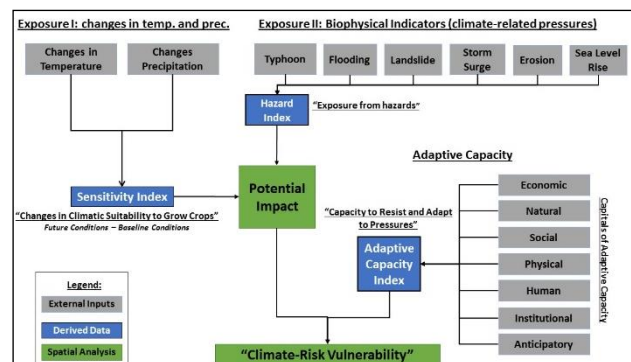 Exposure I: changes in temp. and prec.
Exposure II: Biophysical Indicators (climate-related pressures)
Changes in
Temperature
Changes
Precipitation
Typhoon
Flooding
Landslide
Storm
Surge
Erosion
Sea Level
Rise
Hazard
Index
"Exposure from hazards"
Adaptive Capacity
Sensitivity Index
Potential
Impact
"Changes in Climatic Suitability to Grow Crops"
Future Conditions – Baseline Conditions
"Capacity to Resist and Adapt
to Pressures"
Adaptive
Capacity
Index
Economic
Natural
Social
Physical
Human
Institutional
Anticipatory
Capitals of Adaptive Capacity
Legend:
External Inputs
Derived Data
Spatial Analysis
"Climate-Risk Vulnerability"